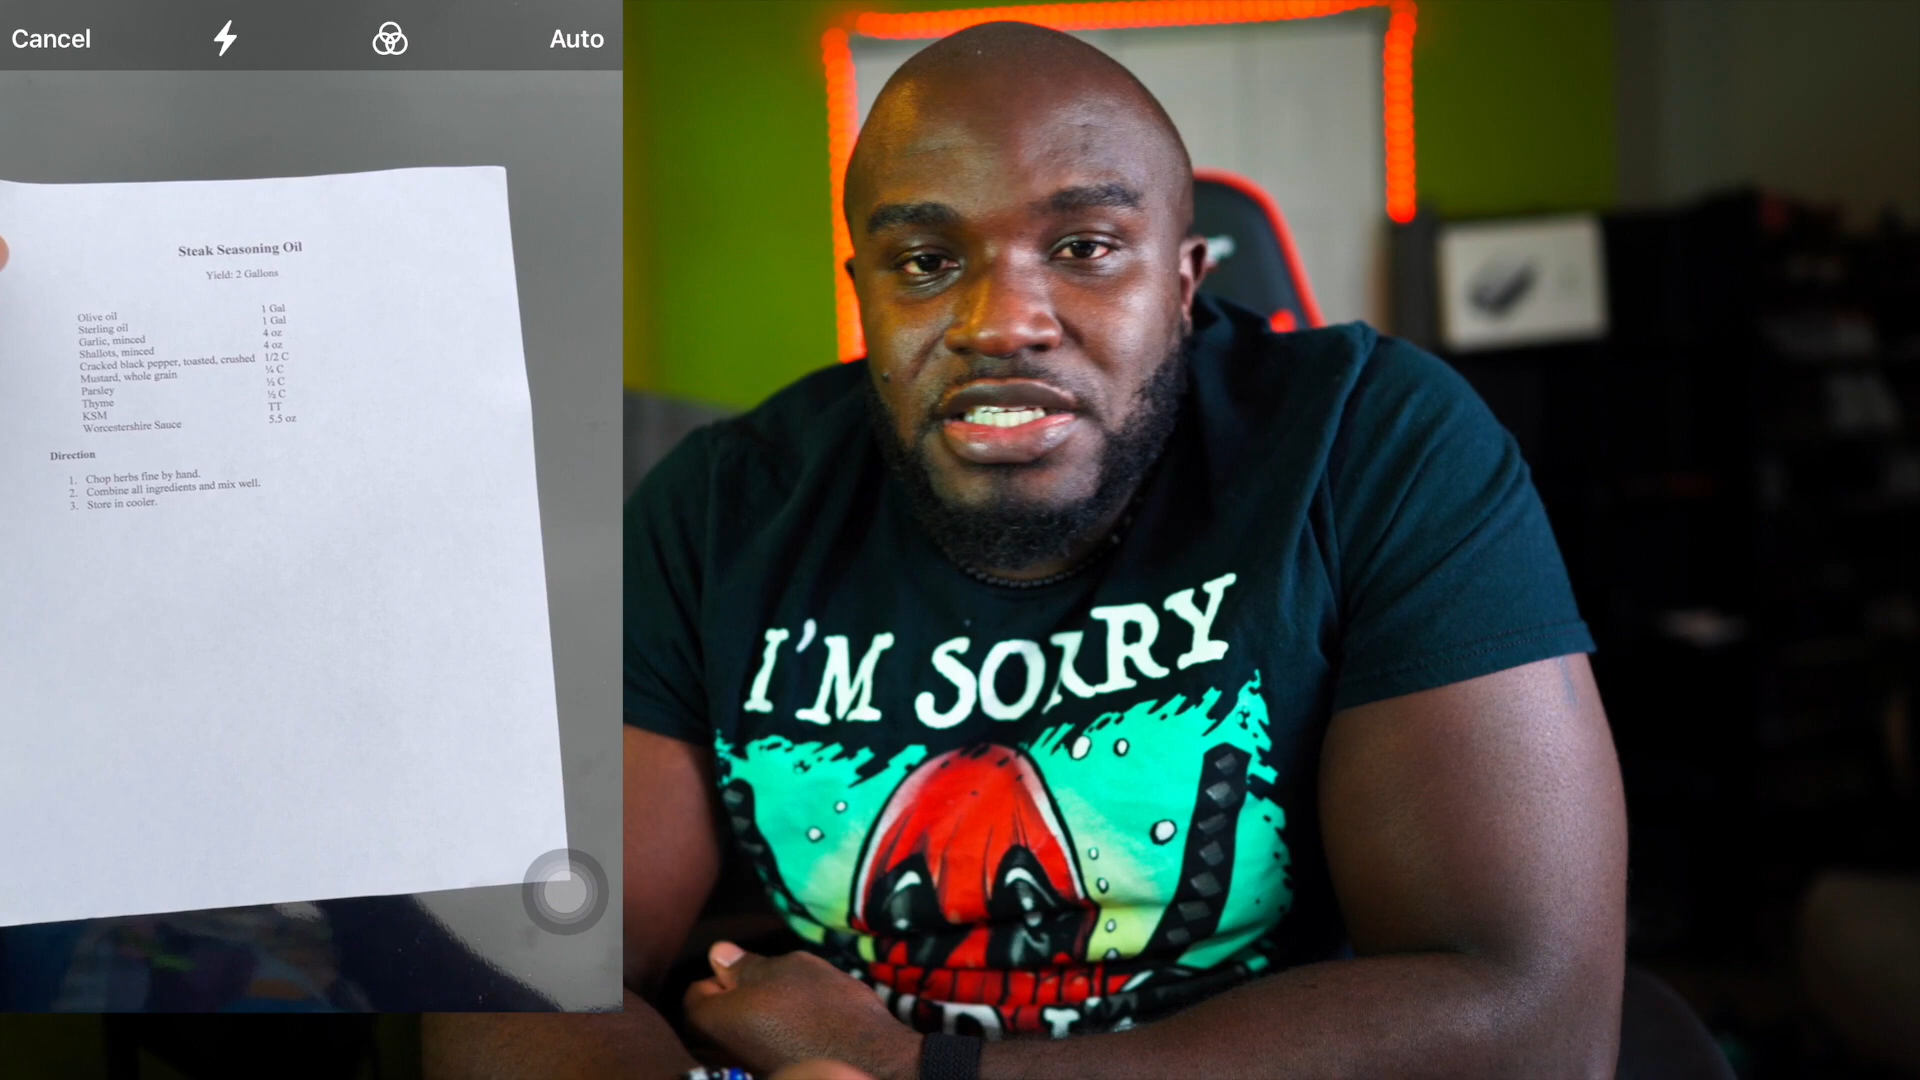 Cancel
Auto
Steak Seasoning Oil
Yield: 2 Gallons
Olive oil 1 Gal
Sterling oil 1 Gal
Garlic, minced 4 oz
Shallots, minced 4 oz
Cracked black pepper, toasted, crushed 1/2 C
Mustard, whole grain ¼ C
Parsley ½ C
Thyme ½ C
KSM TT
Worcestershire Sauce 5.5 oz
Direction
1. Chop herbs fine by hand.
2. Combine all ingredients and mix well.
3. Store in cooler.
I'M SORRY